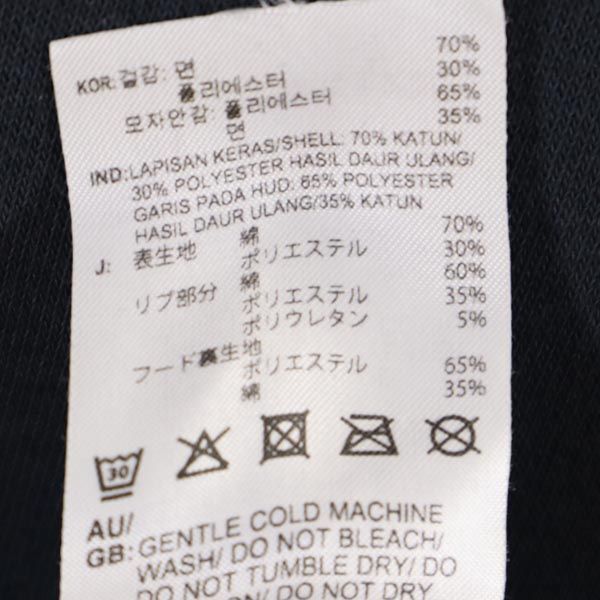 KOR: 겉감: 면 70%
폴리에스터 30%
모자안감: 폴리에스터 65%
면 35%
IND: LAPISAN KERAS/SHELL: 70% KATUN/
30% POLYESTER HASIL DAUR ULANG/
GARIS PADA HUD: 65% POLYESTER
HASIL DAUR ULANG/35% KATUN
J: 表生地 綿 70%
ポリエステル 30%
リブ部分 綿 60%
ポリエステル 35%
ポリウレタン 5%
フード裏生地 ポリエステル 65%
綿 35%
30
AU/
GB: GENTLE COLD MACHINE
WASH/ DO NOT BLEACH/
DO NOT TUMBLE DRY/ DO
NOT DRY